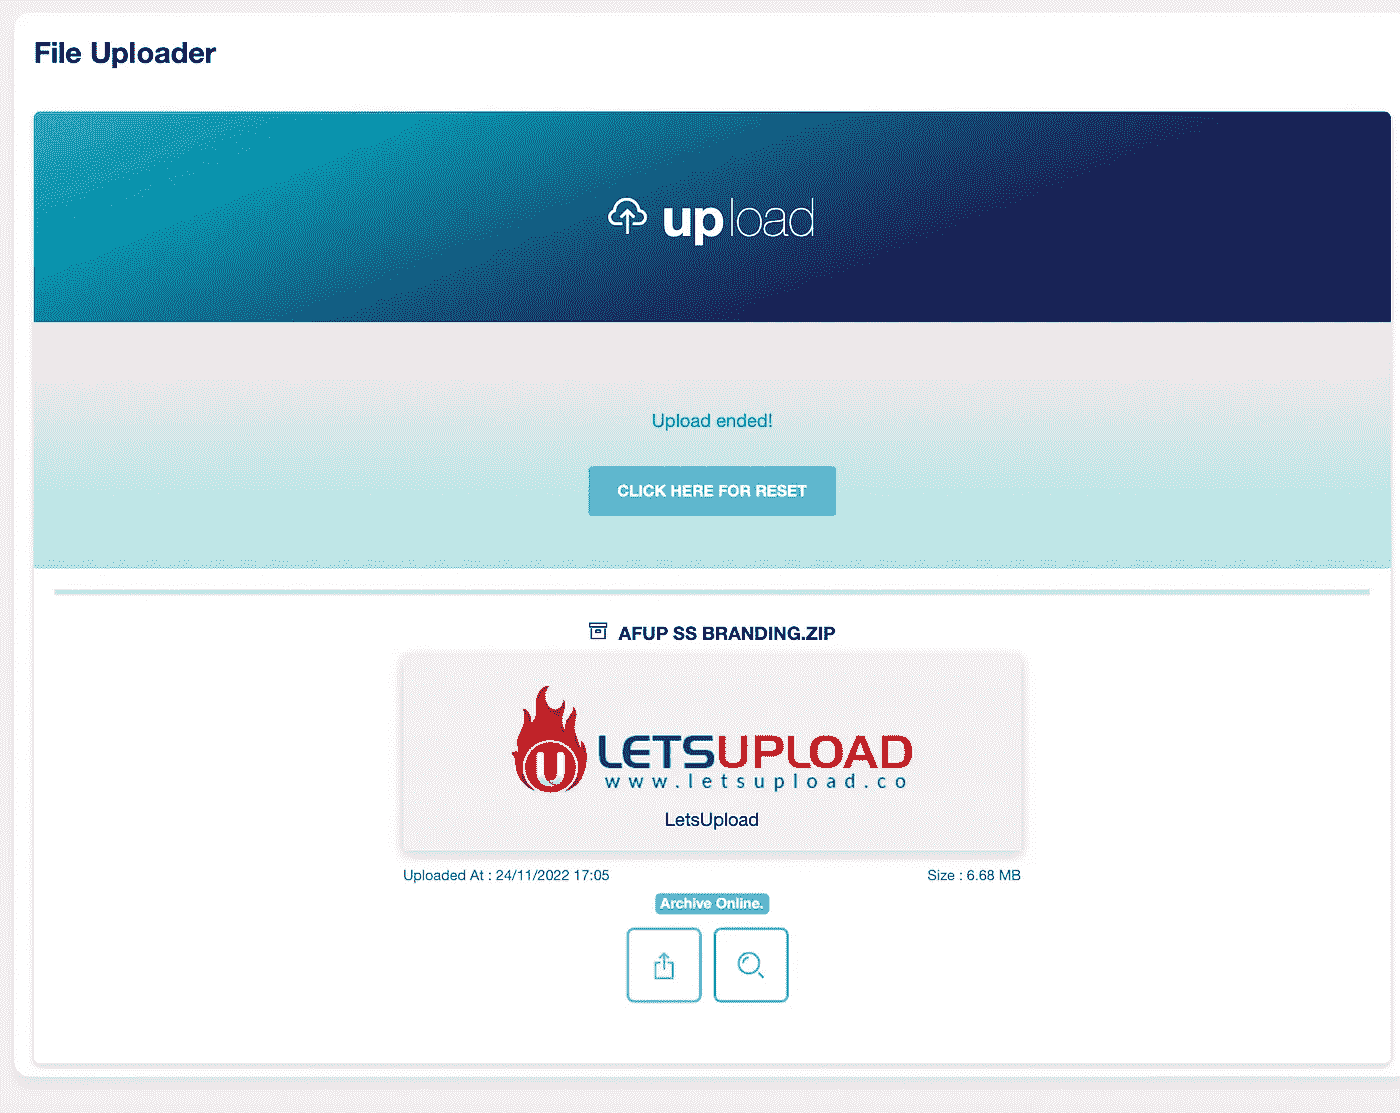 File Uploader
upload
Upload ended!
CLICK HERE FOR RESET
AFUP SS BRANDING.ZIP
U LETSUPLOAD
www.letsupload.co
LetsUpload
Uploaded At : 24/11/2022 17:05 Size : 6.68 MB
Archive Online.